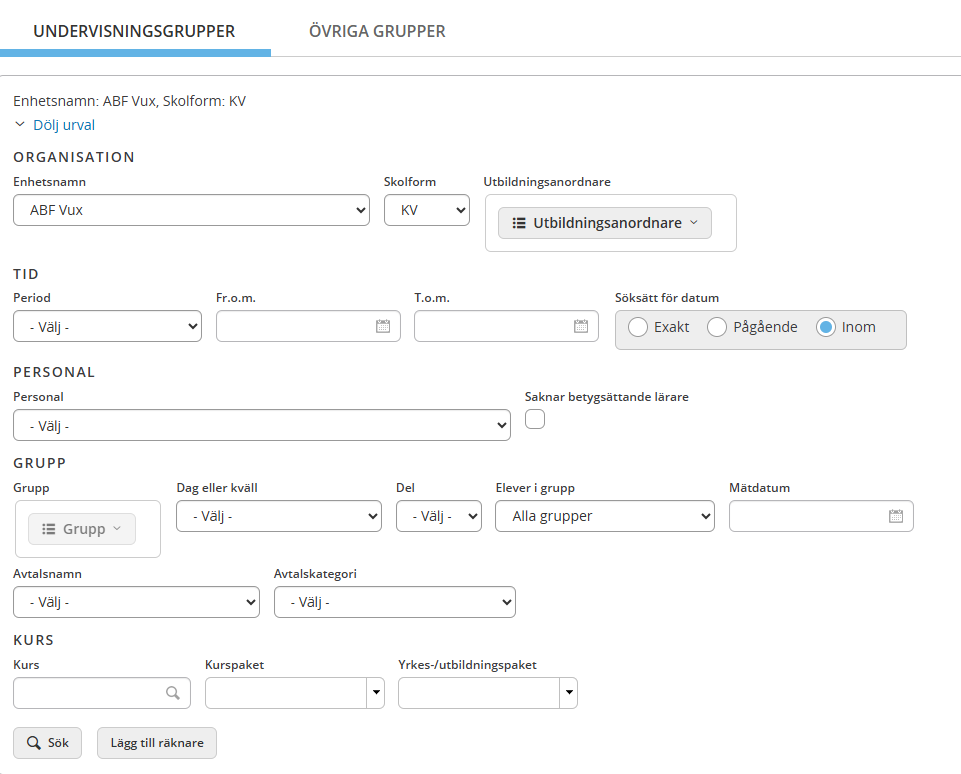 UNDERVISNINGSGRUPPER ÖVRIGA GRUPPER
Enhetsnamn: ABF Vux, Skolform: KV
Dölj urval
ORGANISATION
Enhetsnamn Skolform Utbildningsanordnare
ABF Vux KV Utbildningsanordnare
TID
Period Fr.o.m. T.o.m. Söksätt för datum
- Välj - Exakt Pågående Inom
PERSONAL
Personal Saknar betygsättande lärare
- Välj -
GRUPP
Grupp Dag eller kväll Del Elever i grupp Mätdatum
Grupp - Välj - - Välj - Alla grupper
Avtalsnamn Avtalskategori
- Välj - - Välj -
KURS
Kurs Kurspaket Yrkes-/utbildningspaket
Sök Lägg till räknare